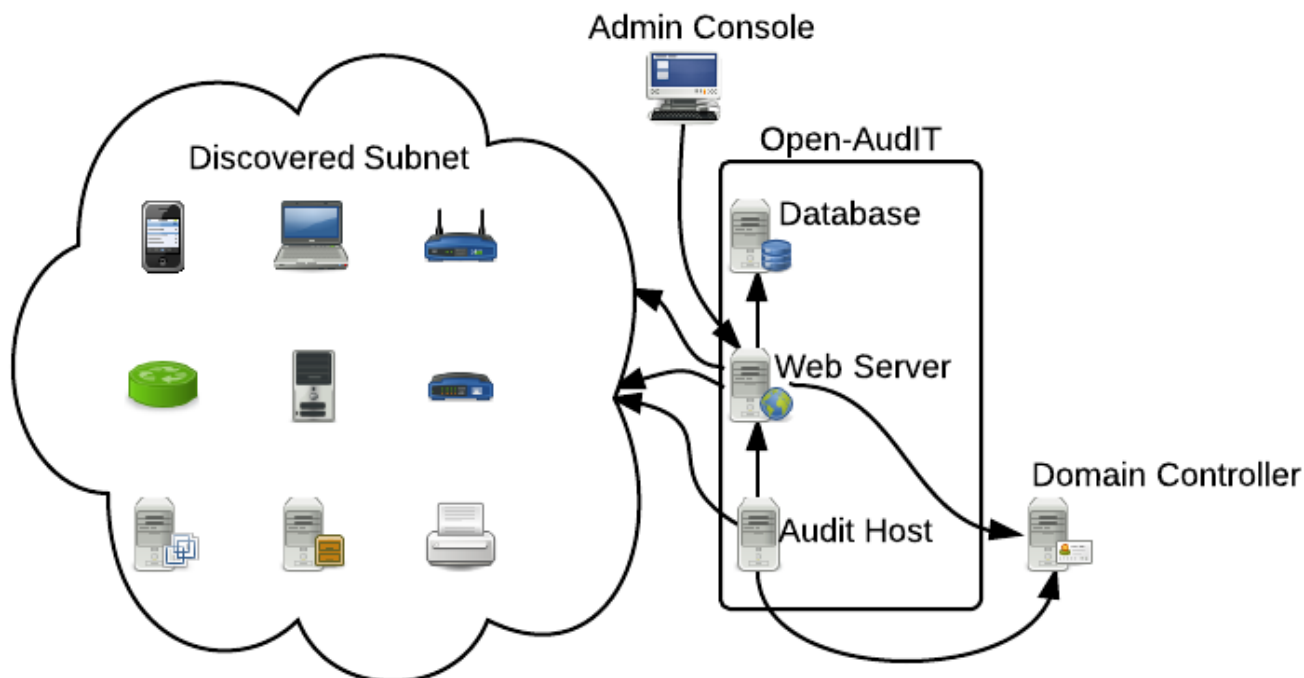 Admin Console
Discovered Subnet
Open-AudIT
Database
Web Server
Domain Controller
Audit Host